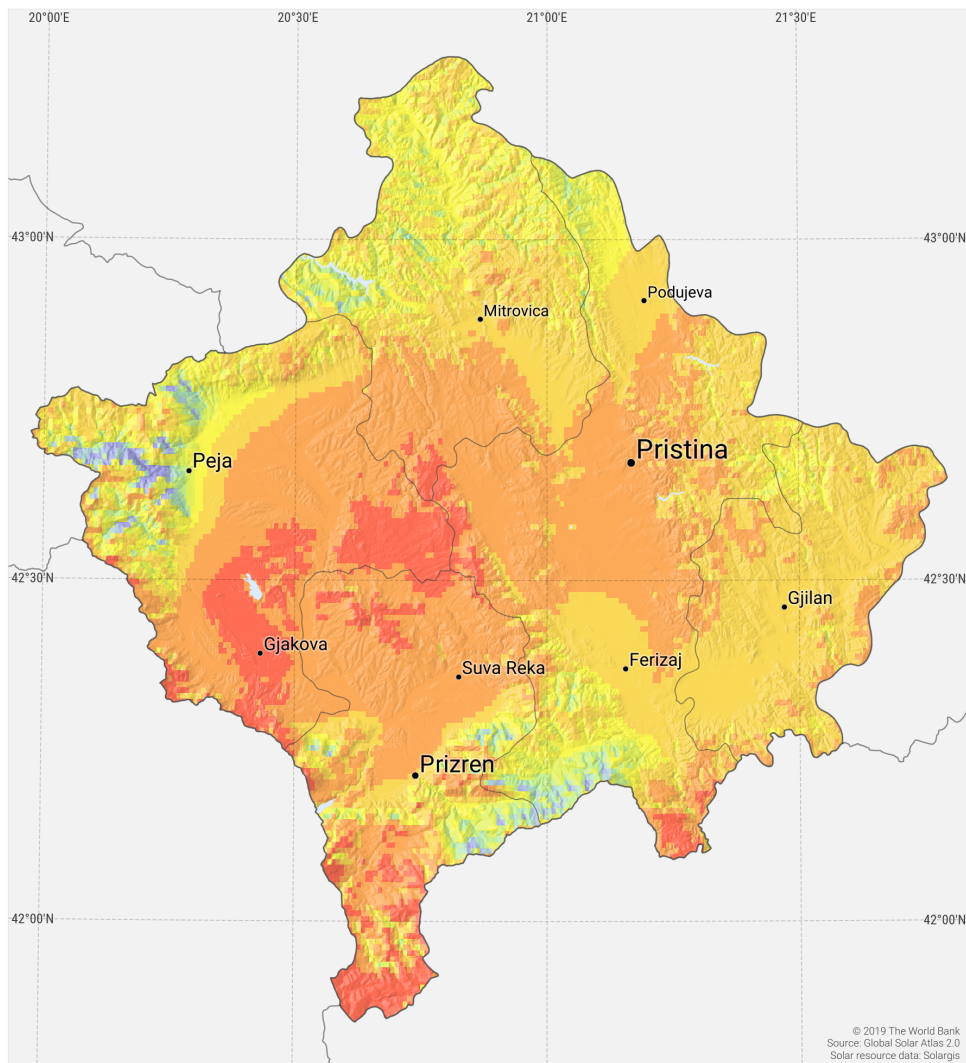 20°00'E 20°30'E 21°00'E 21°30'E
43°00'N 43°00'N
Podujeva
Mitrovica
Pristina
Peja
42°30'N 42°30'N
Gjilan
Gjakova
Ferizaj
Suva Reka
Prizren
42°00'N 42°00'N
© 2019 The World Bank
Source: Global Solar Atlas 2.0
Solar resource data: Solargis